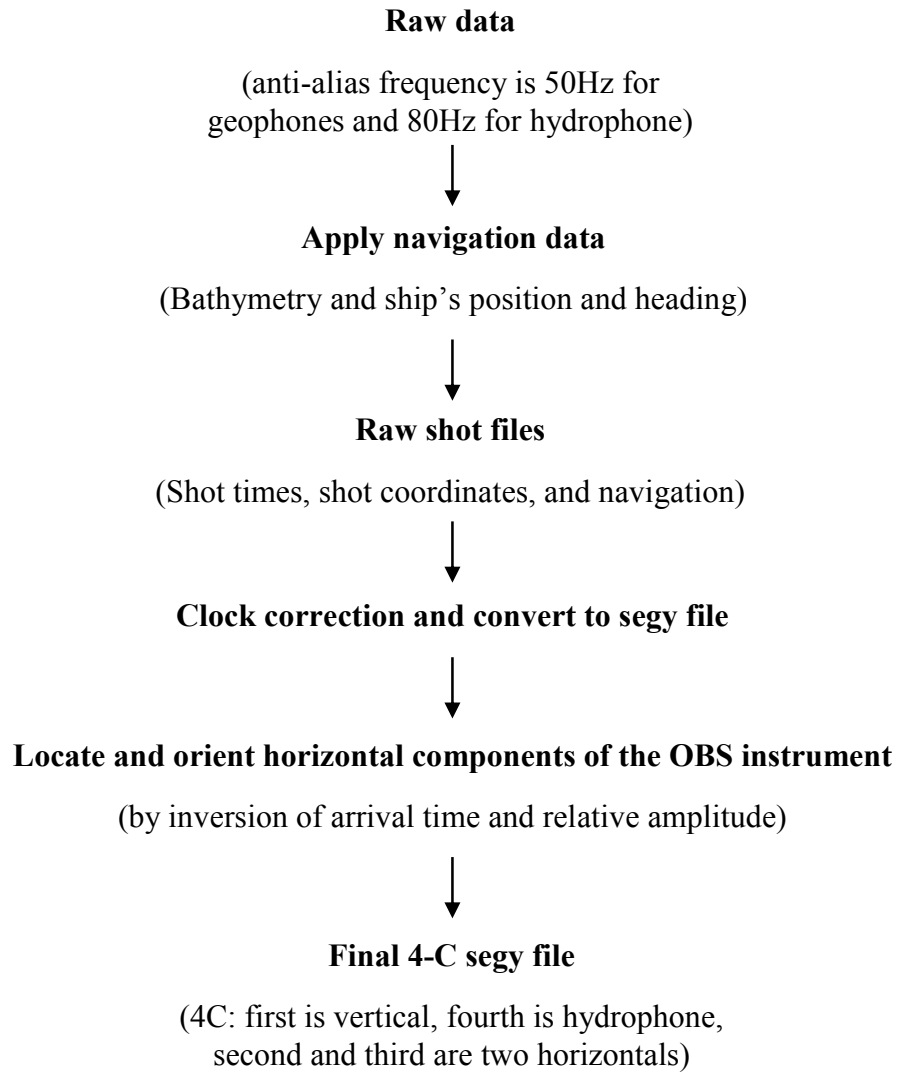 Raw data
(anti-alias frequency is 50Hz for
geophones and 80Hz for hydrophone)
Apply navigation data
(Bathymetry and ship’s position and heading)
Raw shot files
(Shot times, shot coordinates, and navigation)
Clock correction and convert to segy file
Locate and orient horizontal components of the OBS instrument
(by inversion of arrival time and relative amplitude)
Final 4-C segy file
(4C: first is vertical, fourth is hydrophone,
second and third are two horizontals)